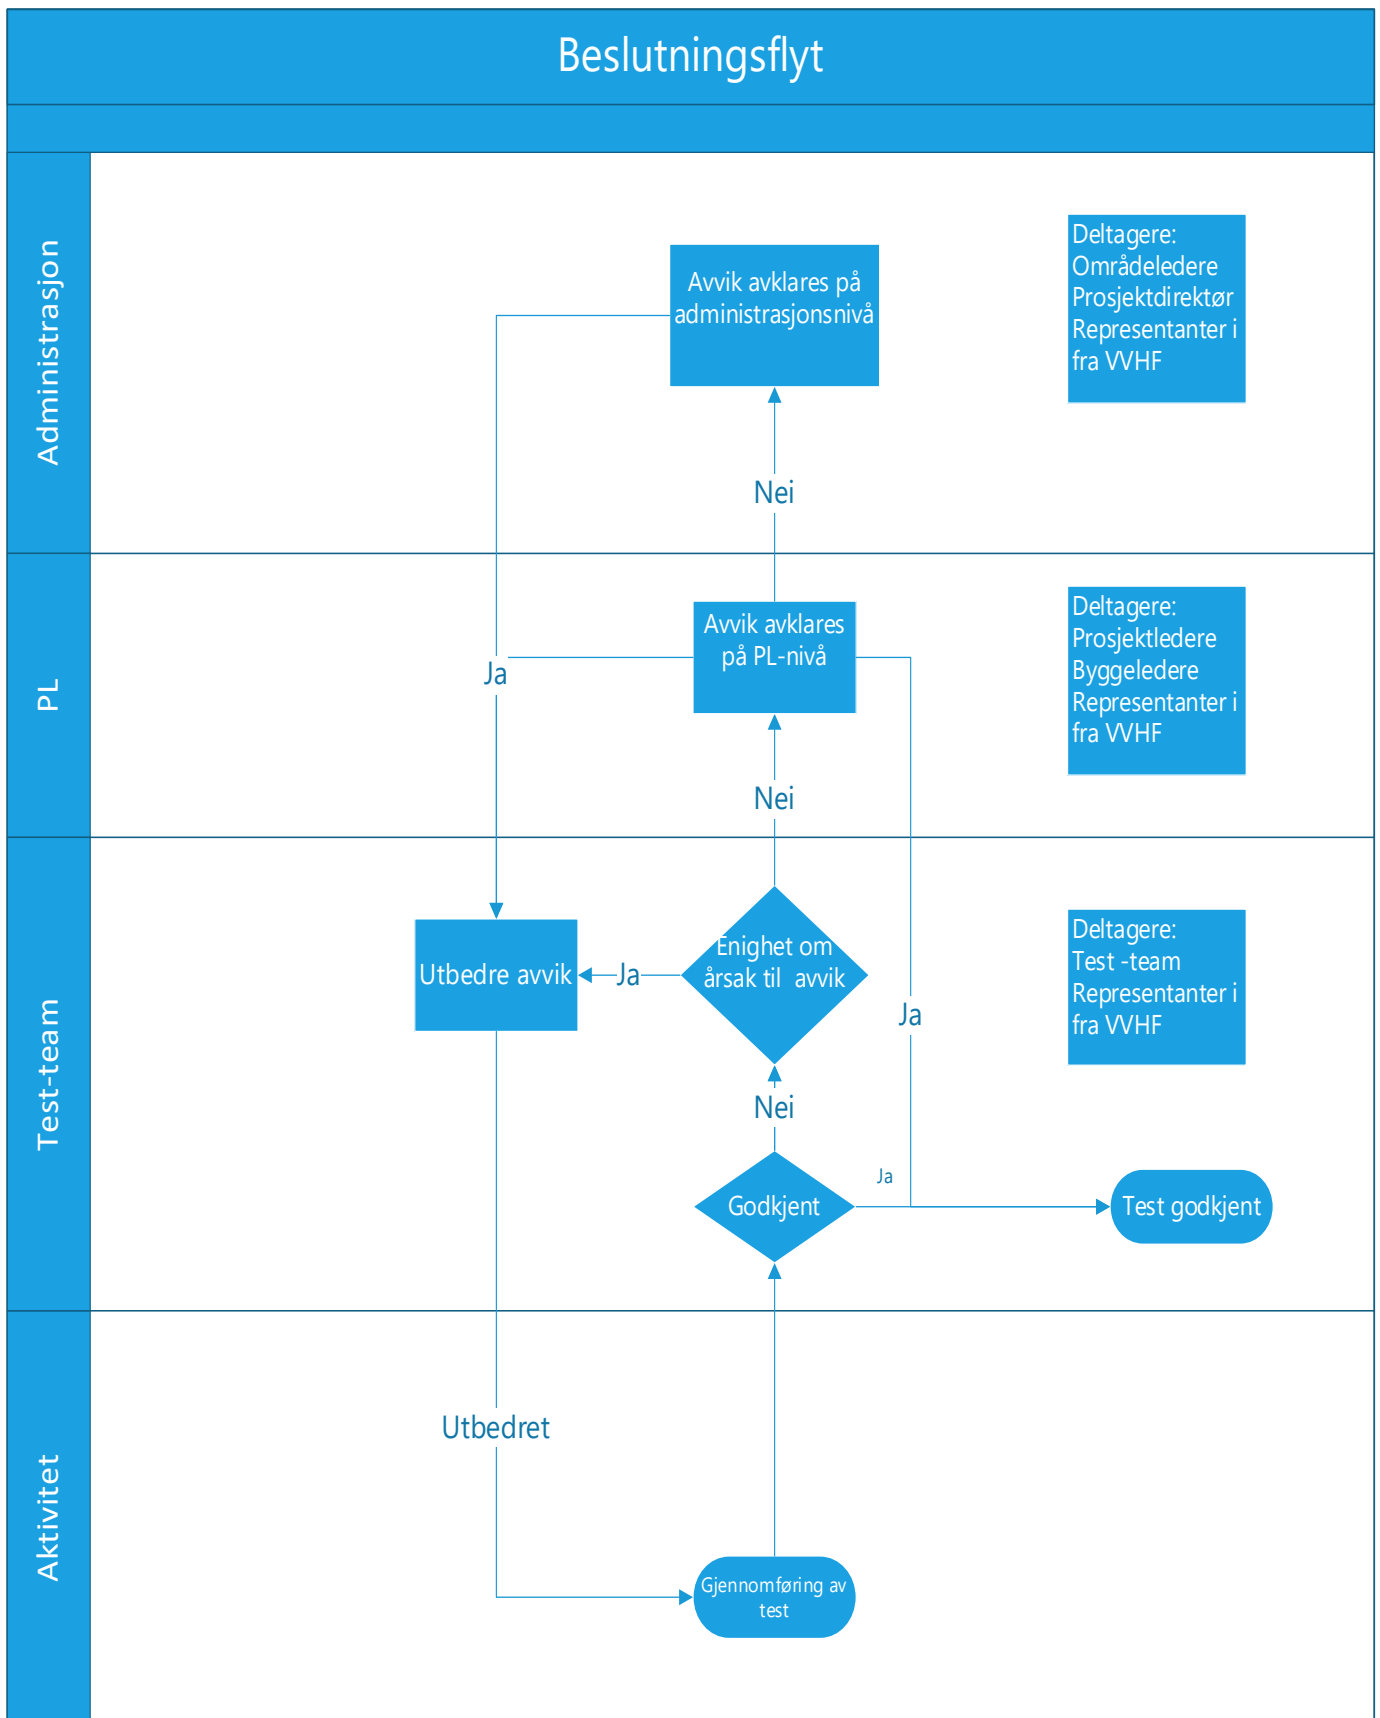 Beslutningsflyt
Administrasjon
Avvik avklares på
administrasjonsnivå
Deltagere:
Områdeledere
Prosjektdirektør
Representanter i
fra VVHF
Nei
PL
Avvik avklares
på PL-nivå
Deltagere:
Prosjektledere
Byggeledere
Representanter i
fra VVHF
Ja
Nei
Test-team
Utbedre avvik
Ja
Enighet om
årsak til avvik
Deltagere:
Test -team
Representanter i
fra VVHF
Ja
Nei
Godkjent
Ja
Test godkjent
Aktivitet
Utbedret
Gjennomføring av
test